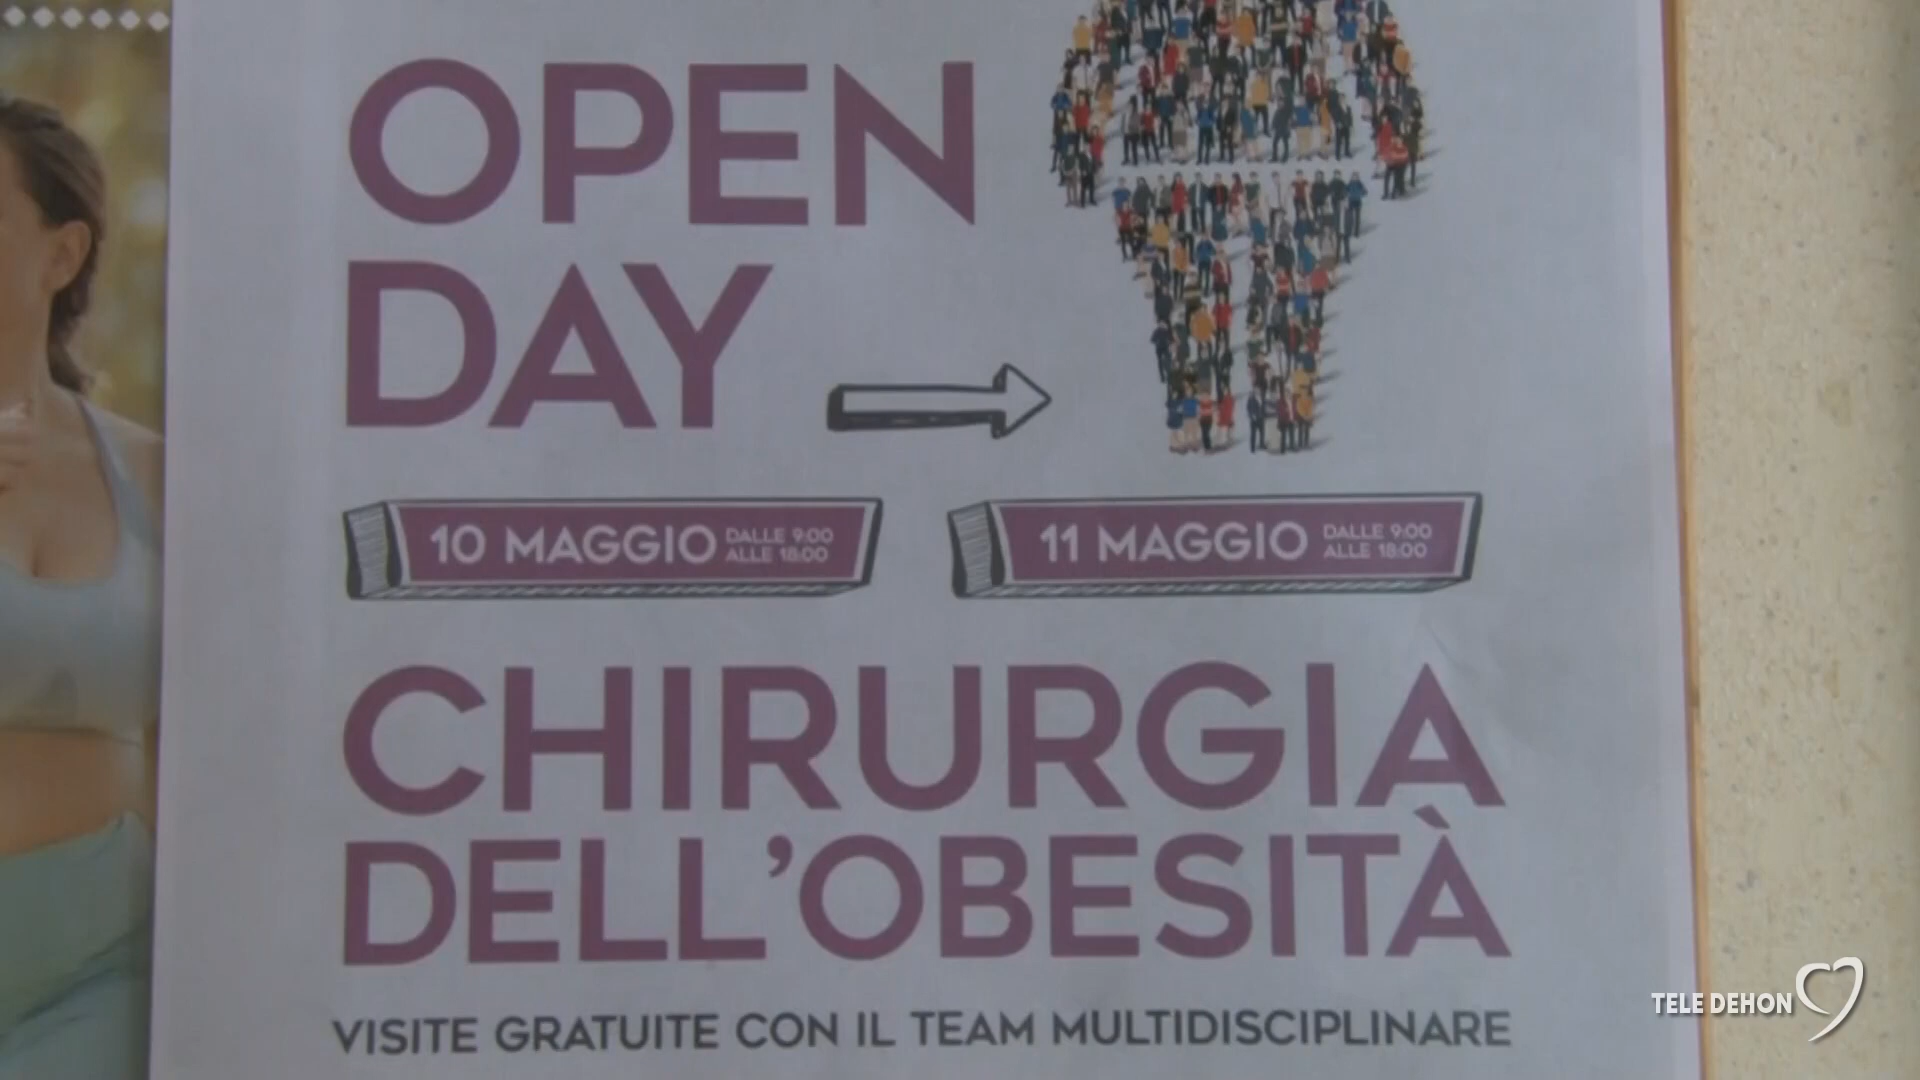 OPEN
DAY
10 MAGGIO DALLE 9:00
ALLE 18:00
11 MAGGIO DALLE 9:00
ALLE 18:00
CHIRURGIA
DELL'OBESITÀ
VISITE GRATUITE CON IL TEAM MULTIDISCIPLINARE
TELE DEHON